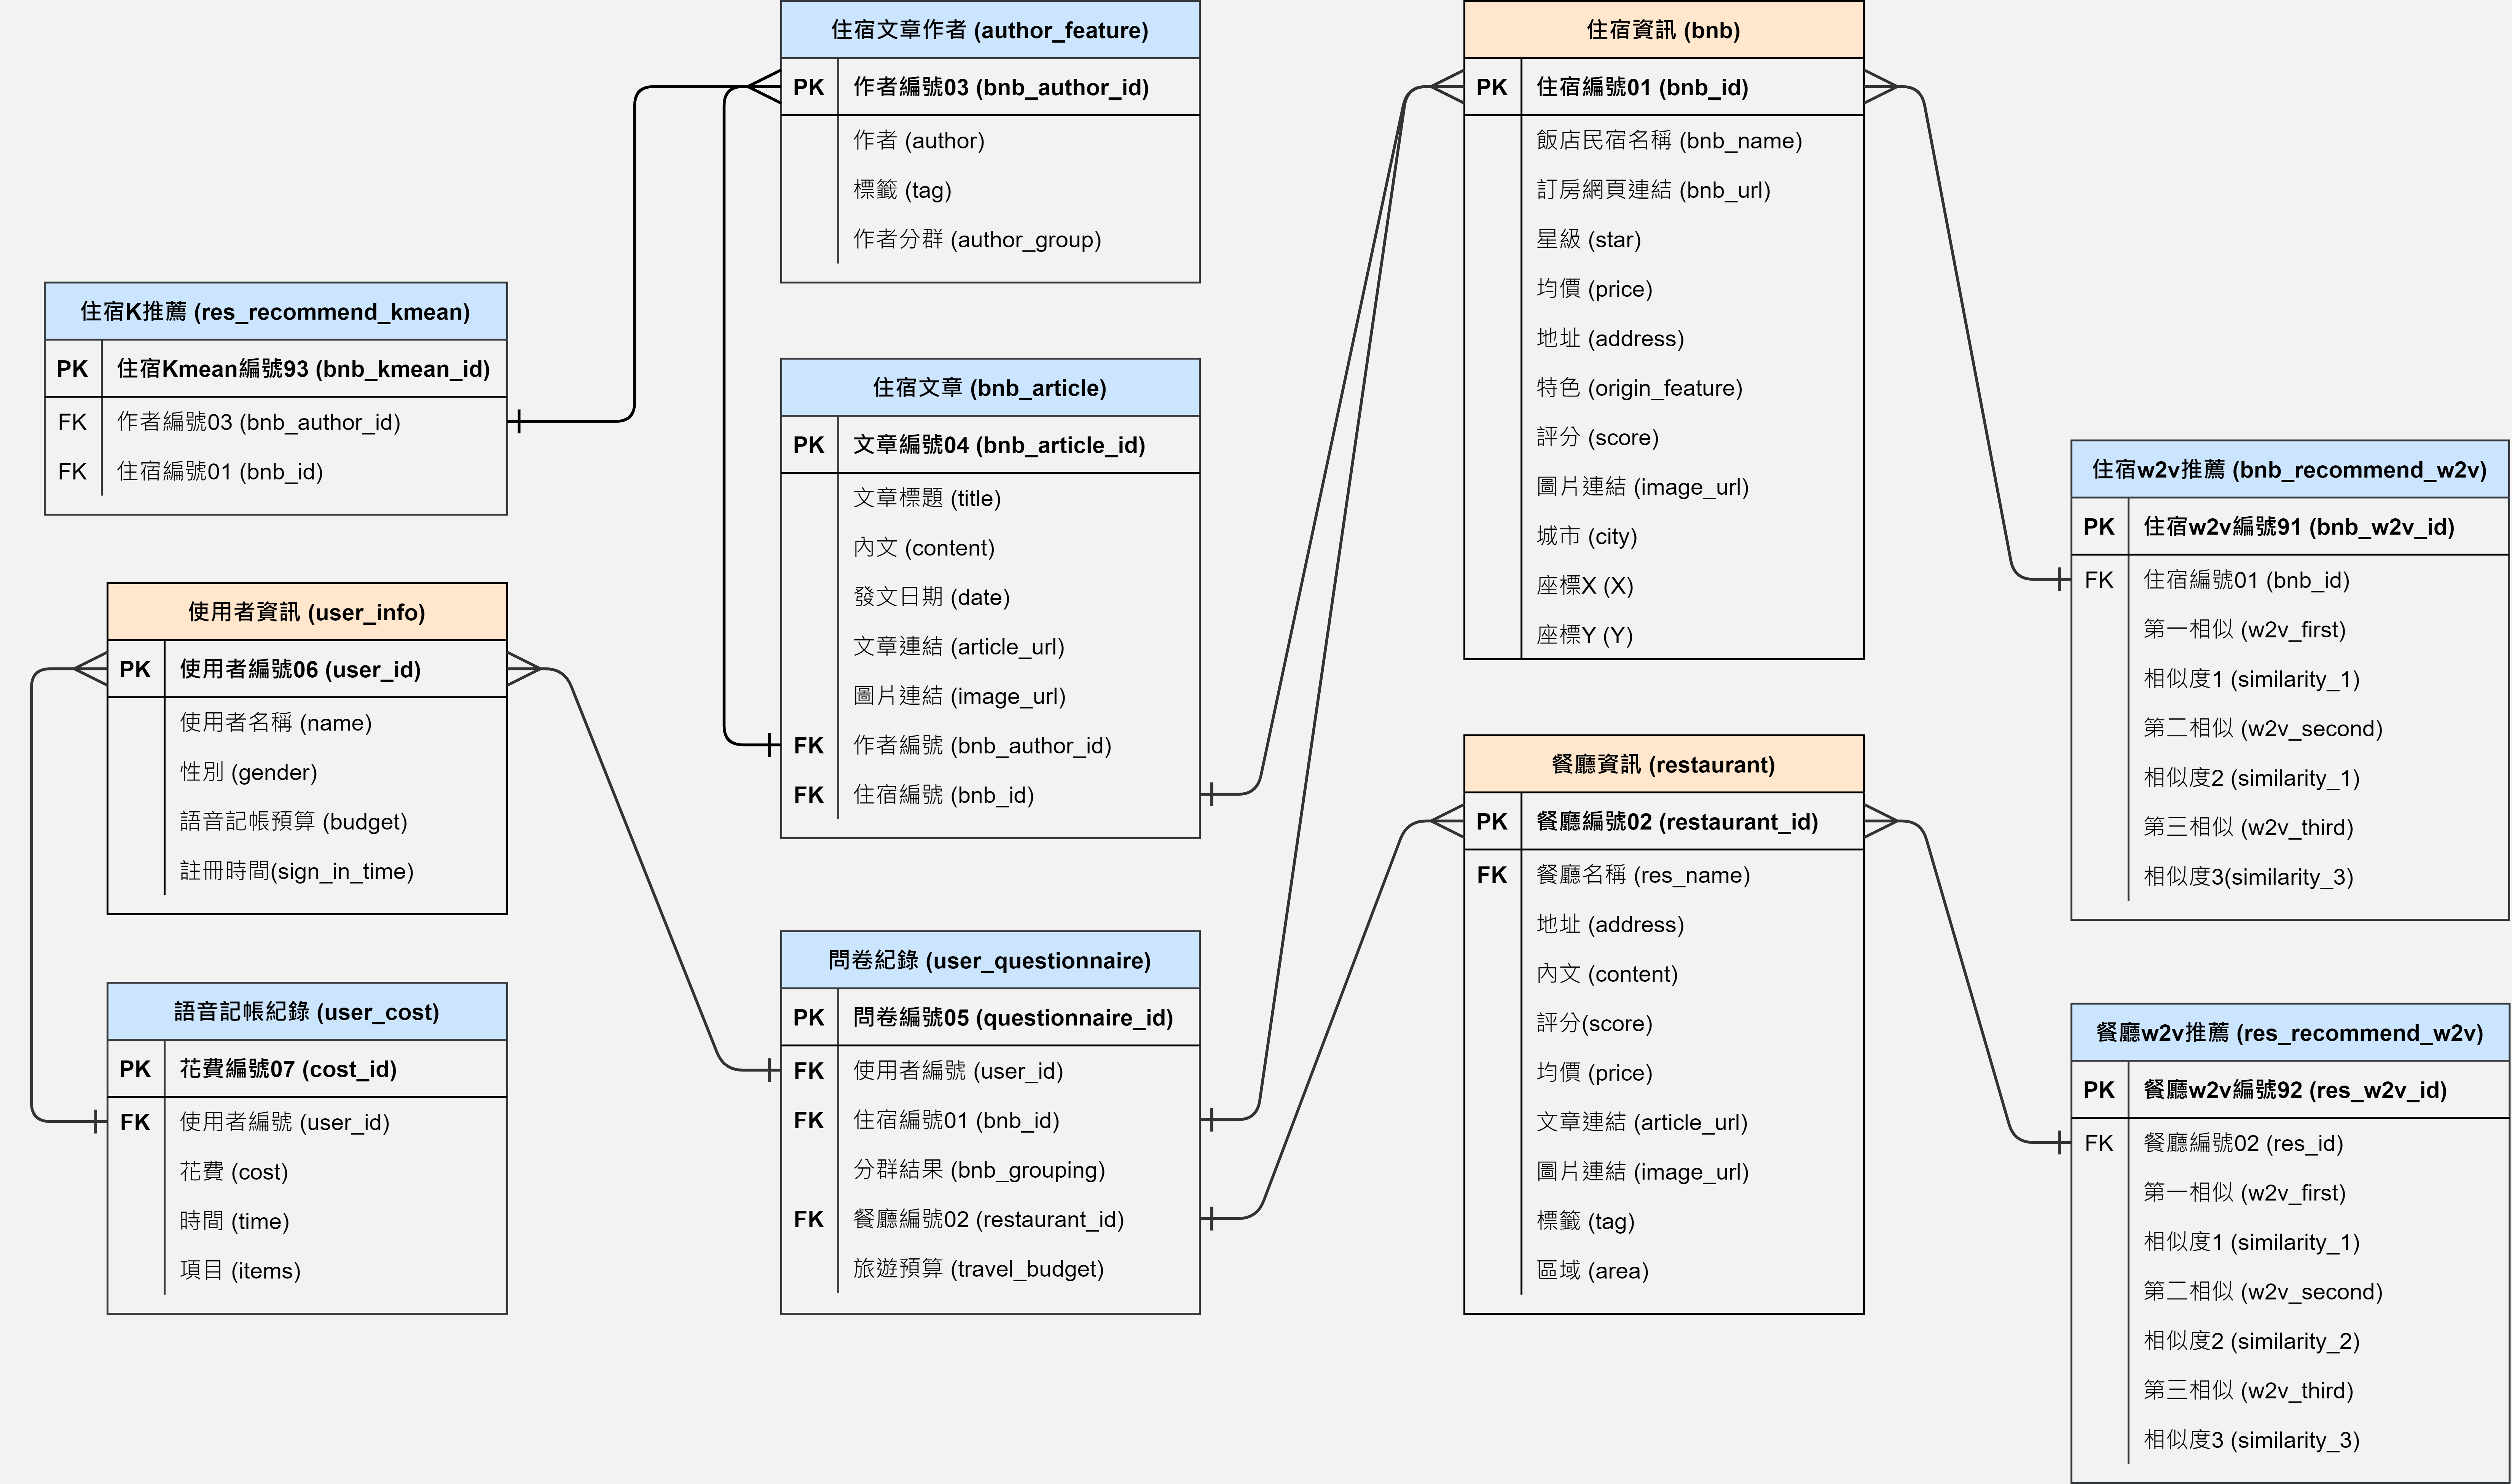 住宿文章作者 (author_feature)
PK 作者編號03 (bnb_author_id)
作者 (author)
標籤 (tag)
作者分群 (author_group)
住宿資訊 (bnb)
PK 住宿編號01 (bnb_id)
飯店民宿名稱 (bnb_name)
訂房網頁連結 (bnb_url)
星級 (star)
均價 (price)
地址 (address)
特色 (origin_feature)
評分 (score)
圖片連結 (image_url)
城市 (city)
座標X (X)
座標Y (Y)
住宿K推薦 (res_recommend_kmean)
PK 住宿Kmean編號93 (bnb_kmean_id)
FK 作者編號03 (bnb_author_id)
FK 住宿編號01 (bnb_id)
住宿文章 (bnb_article)
PK 文章編號04 (bnb_article_id)
文章標題 (title)
內文 (content)
發文日期 (date)
文章連結 (article_url)
圖片連結 (image_url)
FK 作者編號 (bnb_author_id)
FK 住宿編號 (bnb_id)
住宿w2v推薦 (bnb_recommend_w2v)
PK 住宿w2v編號91 (bnb_w2v_id)
FK 住宿編號01 (bnb_id)
第一相似 (w2v_first)
相似度1 (similarity_1)
第二相似 (w2v_second)
相似度2 (similarity_1)
第三相似 (w2v_third)
相似度3(similarity_3)
使用者資訊 (user_info)
PK 使用者編號06 (user_id)
使用者名稱 (name)
性別 (gender)
語音記帳預算 (budget)
註冊時間(sign_in_time)
餐廳資訊 (restaurant)
PK 餐廳編號02 (restaurant_id)
FK 餐廳名稱 (res_name)
地址 (address)
內文 (content)
評分(score)
均價 (price)
文章連結 (article_url)
圖片連結 (image_url)
標籤 (tag)
區域 (area)
語音記帳紀錄 (user_cost)
PK 花費編號07 (cost_id)
FK 使用者編號 (user_id)
花費 (cost)
時間 (time)
項目 (items)
問卷紀錄 (user_questionnaire)
PK 問卷編號05 (questionnaire_id)
FK 使用者編號 (user_id)
FK 住宿編號01 (bnb_id)
分群結果 (bnb_grouping)
FK 餐廳編號02 (restaurant_id)
旅遊預算 (travel_budget)
餐廳w2v推薦 (res_recommend_w2v)
PK 餐廳w2v編號92 (res_w2v_id)
FK 餐廳編號02 (res_id)
第一相似 (w2v_first)
相似度1 (similarity_1)
第二相似 (w2v_second)
相似度2 (similarity_2)
第三相似 (w2v_third)
相似度3 (similarity_3)